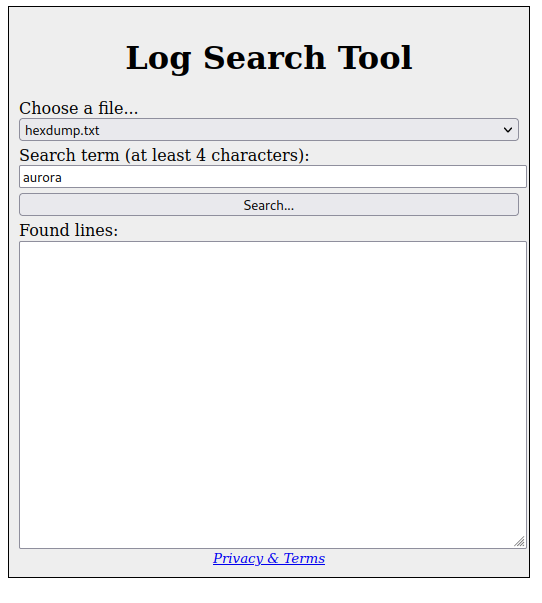 Log Search Tool
Choose a file...
hexdump.txt
Search term (at least 4 characters):
aurora
Search...
Found lines:
Privacy & Terms